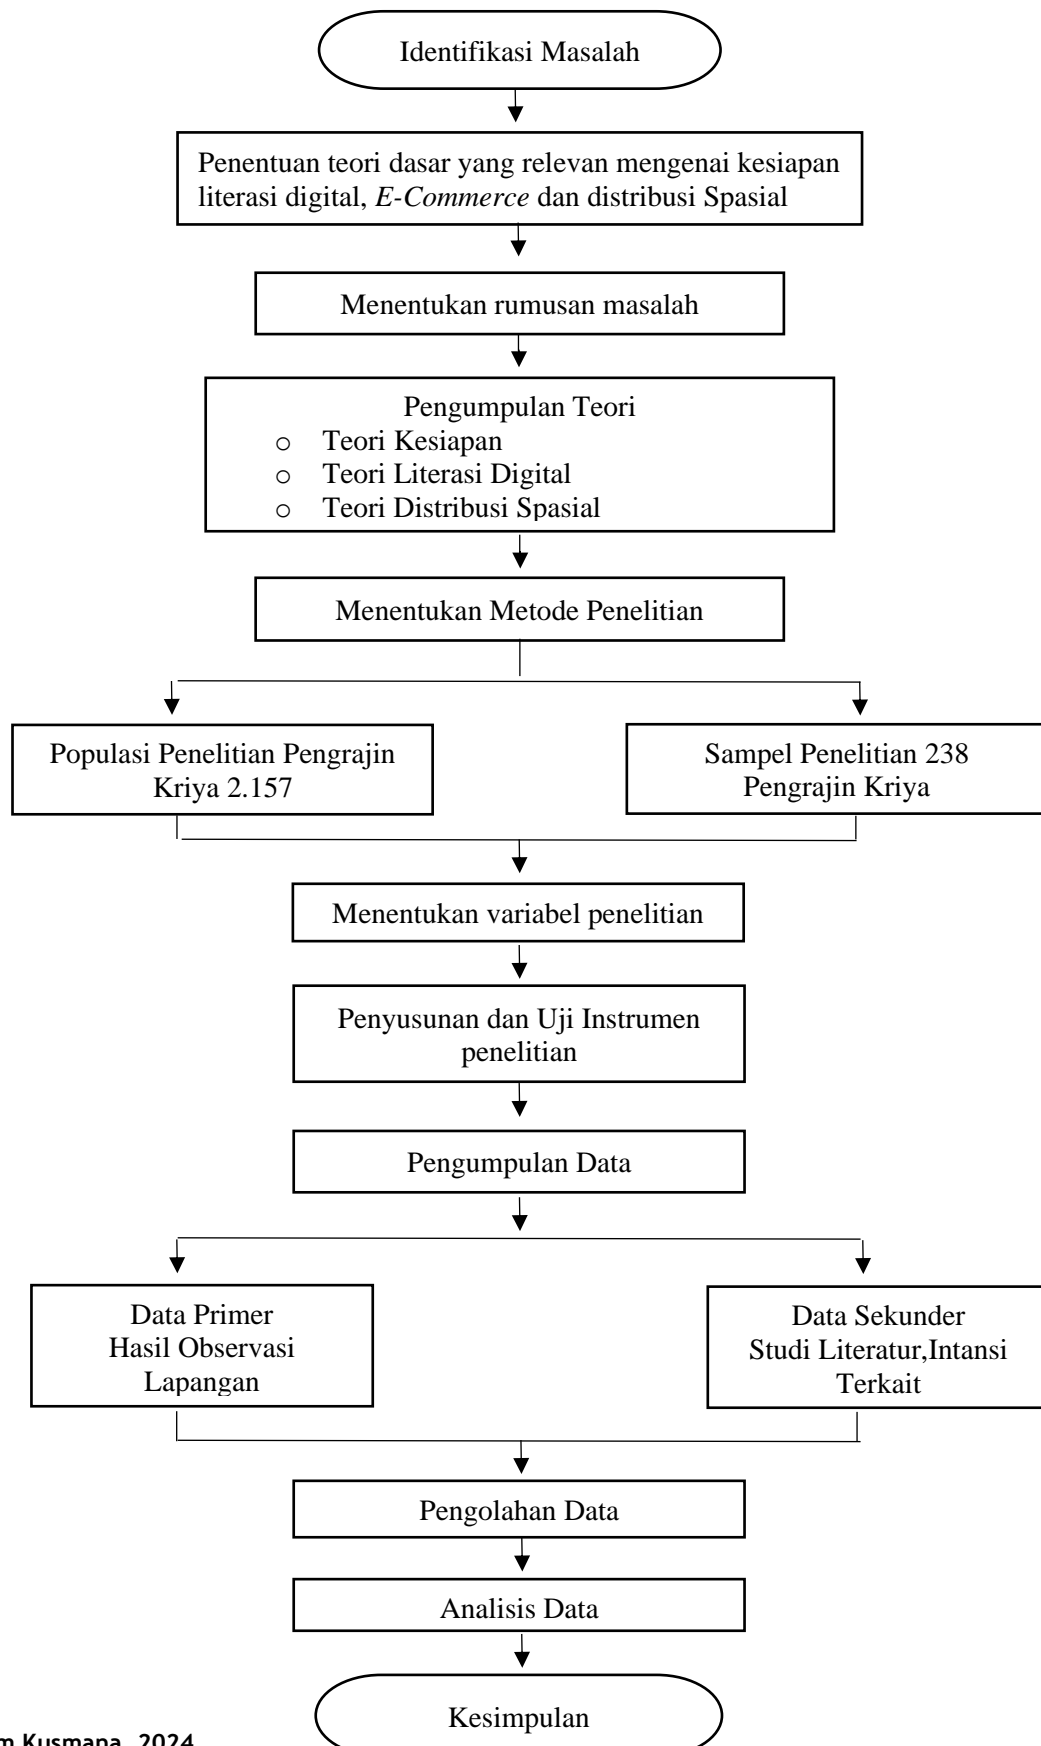 Identifikasi Masalah
Penentuan teori dasar yang relevan mengenai kesiapan
literasi digital, E-Commerce dan distribusi Spasial
Menentukan rumusan masalah
Pengumpulan Teori
o Teori Kesiapan
o Teori Literasi Digital
o Teori Distribusi Spasial
Menentukan Metode Penelitian
Populasi Penelitian Pengrajin
Kriya 2.157
Sampel Penelitian 238
Pengrajin Kriya
Menentukan variabel penelitian
Penyusunan dan Uji Instrumen
penelitian
Pengumpulan Data
Data Primer
Hasil Observasi
Lapangan
Data Sekunder
Studi Literatur,Intansi
Terkait
Pengolahan Data
Analisis Data
Kesimpulan
Kusmana, 2024